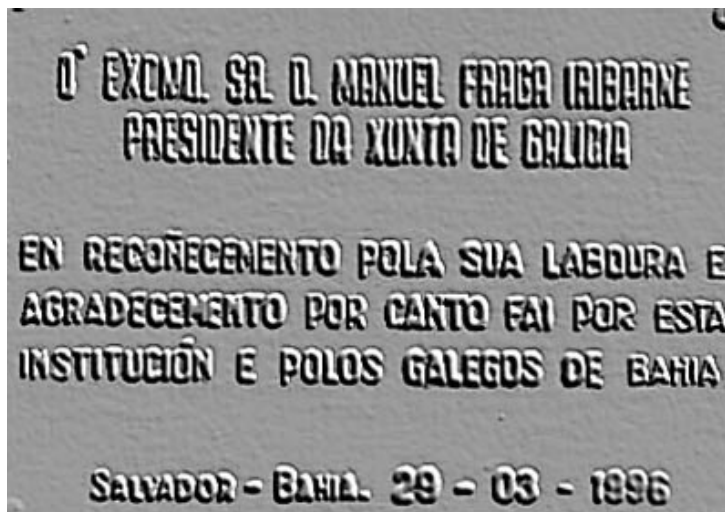 O EXCMO. SR. D. MANUEL FRAGA IRIBARNE
PRESIDENTE DA XUNTA DE GALICIA
EN RECOÑECEMENTO POLA SUA LABOURA E
AGRADECEMENTO POR CANTO FAI POR ESTA
INSTITUCIÓN E POLOS GALEGOS DE BAHIA
SALVADOR - BAHIA. 29 - 03 - 1996